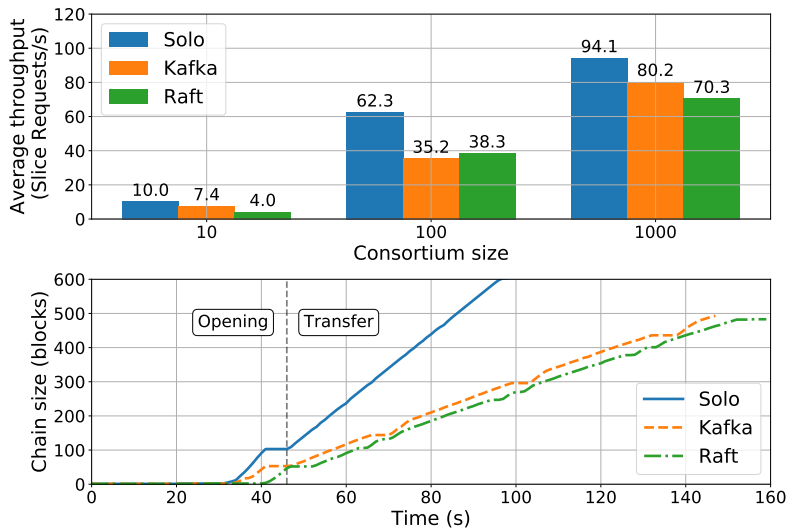 Average throughput
(Slice Requests/s)
120
100
80
60
40
20
0
Solo
Kafka
Raft
10.0
7.4
4.0
62.3
35.2
38.3
94.1
80.2
70.3
10
100
1000
Consortium size
Chain size (blocks)
600
500
400
300
200
100
0
Opening
Transfer
Solo
Kafka
Raft
0
20
40
60
80
100
120
140
160
Time (s)